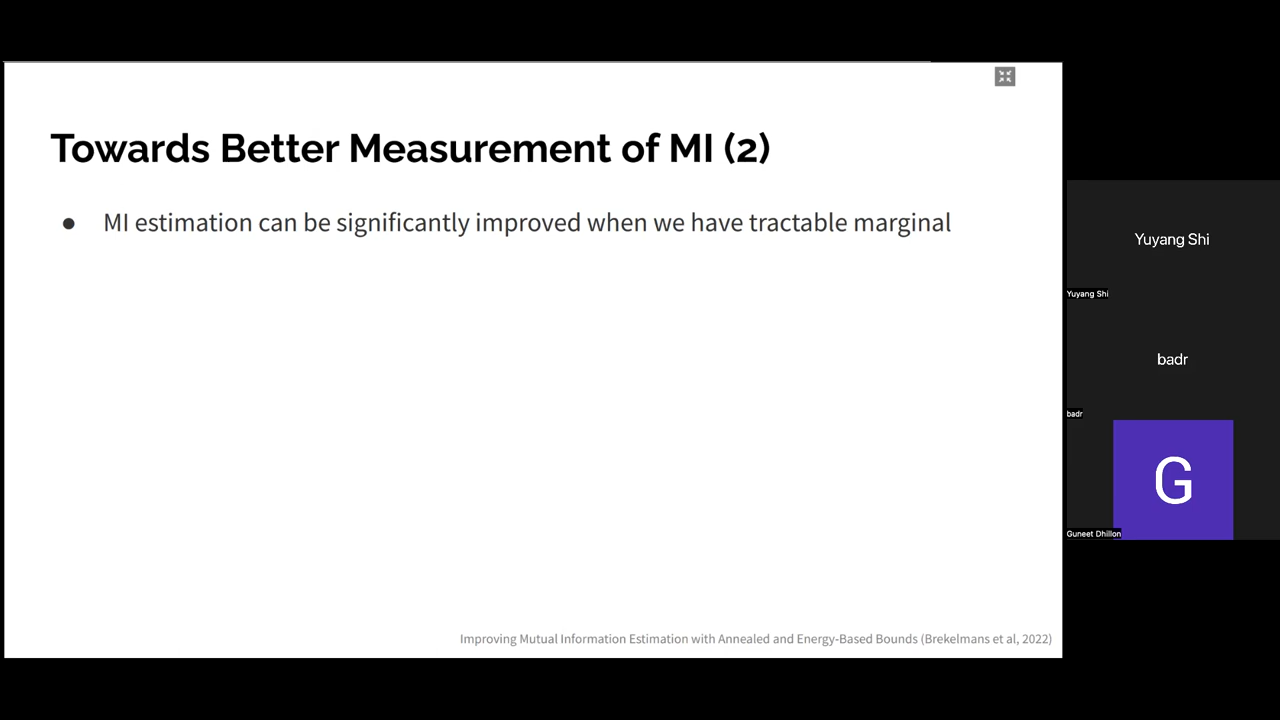 Towards Better Measurement of MI (2)
● MI estimation can be significantly improved when we have tractable marginal
Improving Mutual Information Estimation with Annealed and Energy-Based Bounds (Brekelmans et al, 2022)
Yuyang Shi
Yuyang Shi
badr
badr
G
Guneet Dhillon